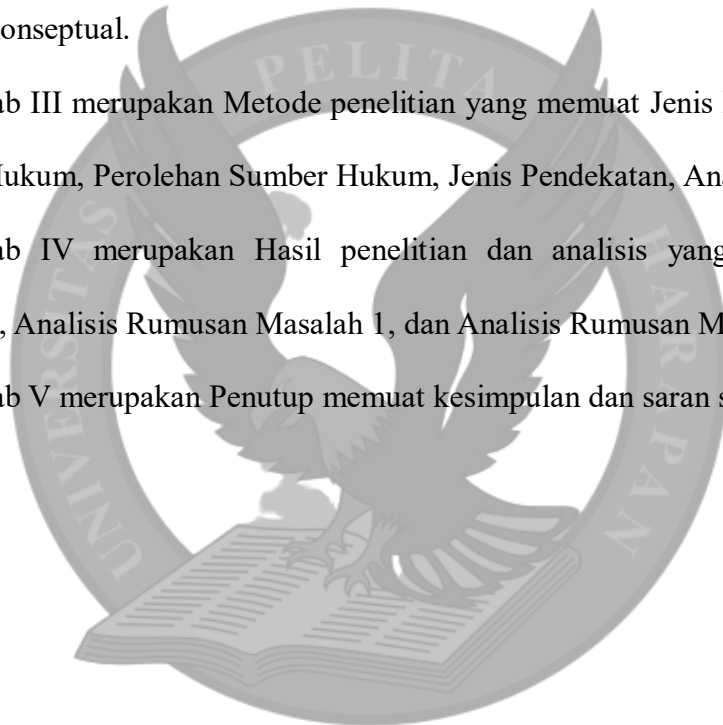 onseptual.
ab III merupakan Metode penelitian yang memuat Jenis
Hukum, Perolehan Sumber Hukum, Jenis Pendekatan, Ana
ab IV merupakan Hasil penelitian dan analisis yang
, Analisis Rumusan Masalah 1, dan Analisis Rumusan M
ab V merupakan Penutup memuat kesimpulan dan saran s
UNIVERSITAS PELITA HARAPAN